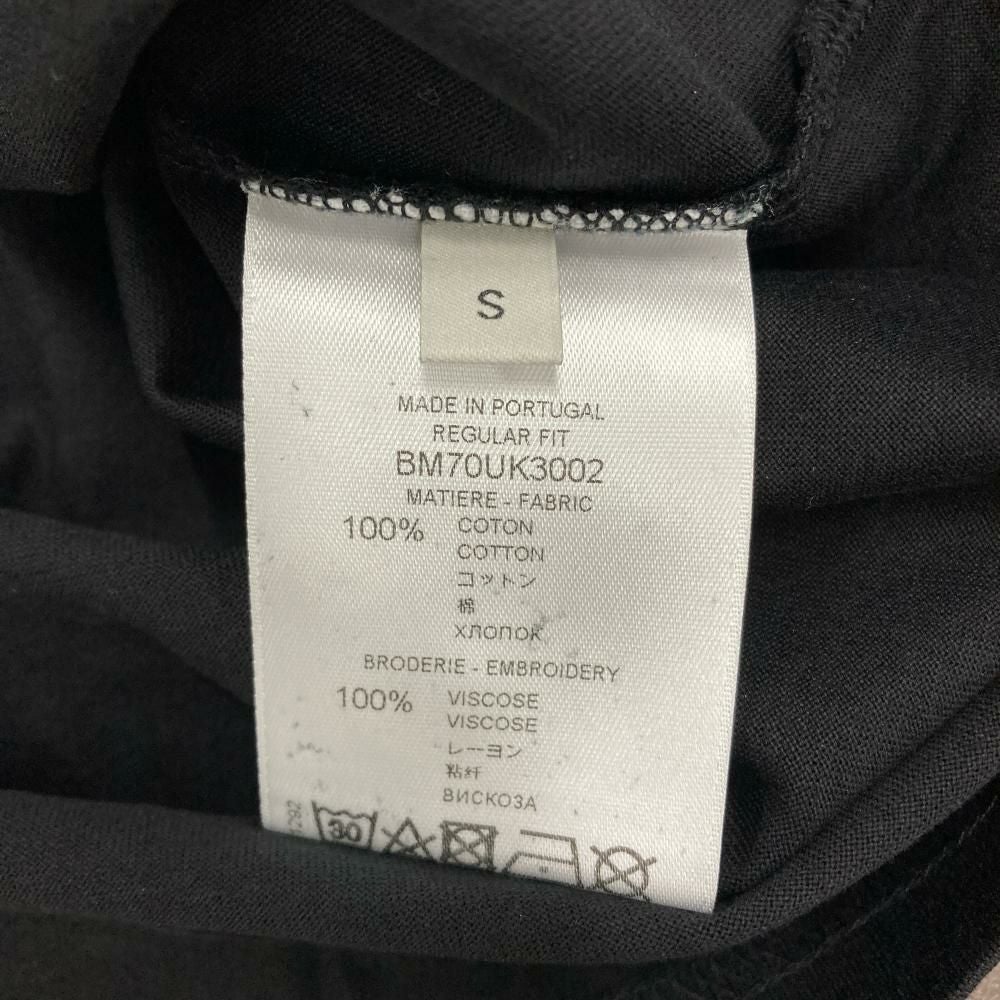 S
MADE IN PORTUGAL
REGULAR FIT
BM70UK3002
MATIERE - FABRIC
100% COTON
COTTON
コットン
棉
ХЛОПОК
BRODERIE - EMBROIDERY
100% VISCOSE
VISCOSE
レーヨン
粘纤
ВИСКОЗА
30